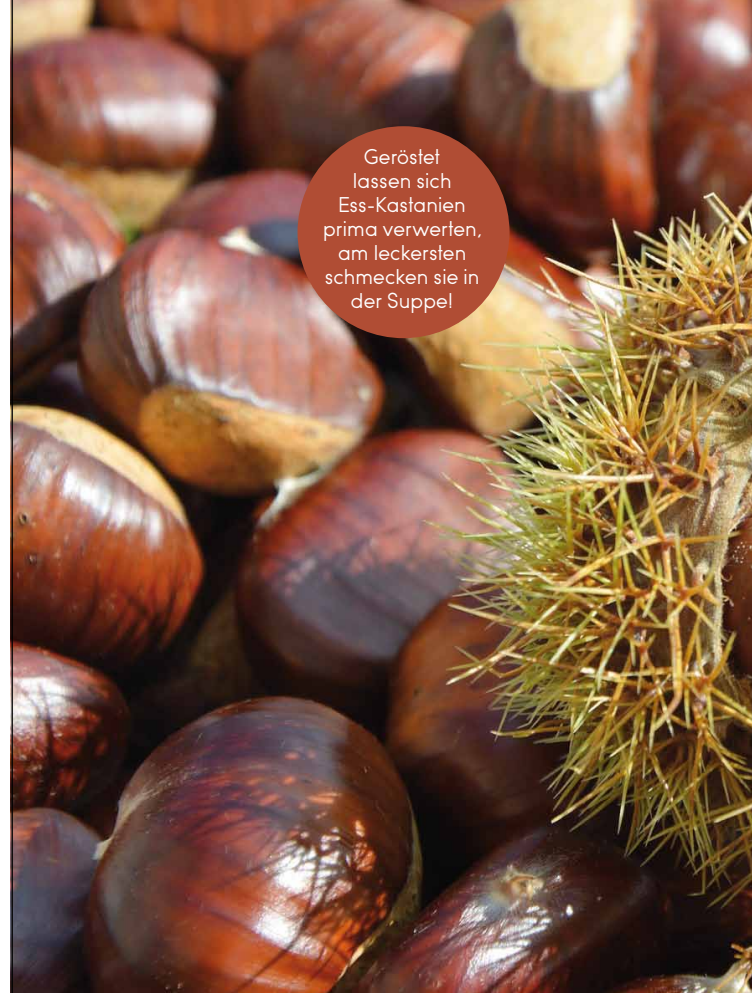 Geröstet
lassen sich
Ess-Kastanien
prima verwerten,
am leckersten
schmecken sie in
der Suppe!